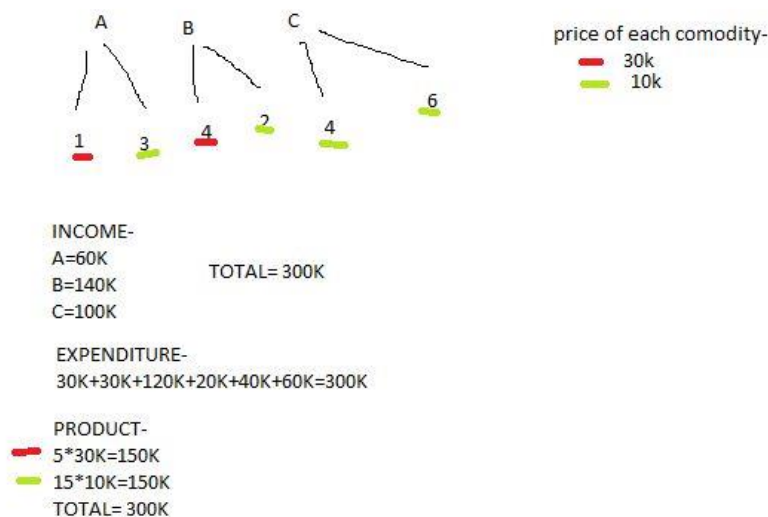 A B C
price of each comodity-
30k
10k
1 3 4 2 4 6
INCOME-
A=60K
B=140K
C=100K
TOTAL= 300K
EXPENDITURE-
30K+30K+120K+20K+40K+60K=300K
PRODUCT-
5*30K=150K
15*10K=150K
TOTAL= 300K